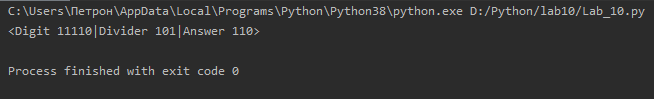 C:\Users\Петрон\AppData\Local\Programs\Python\Python38\python.exe D:/Python/lab10/Lab_10.py
<Digit 11110|Divider 101|Answer 110>
Process finished with exit code 0